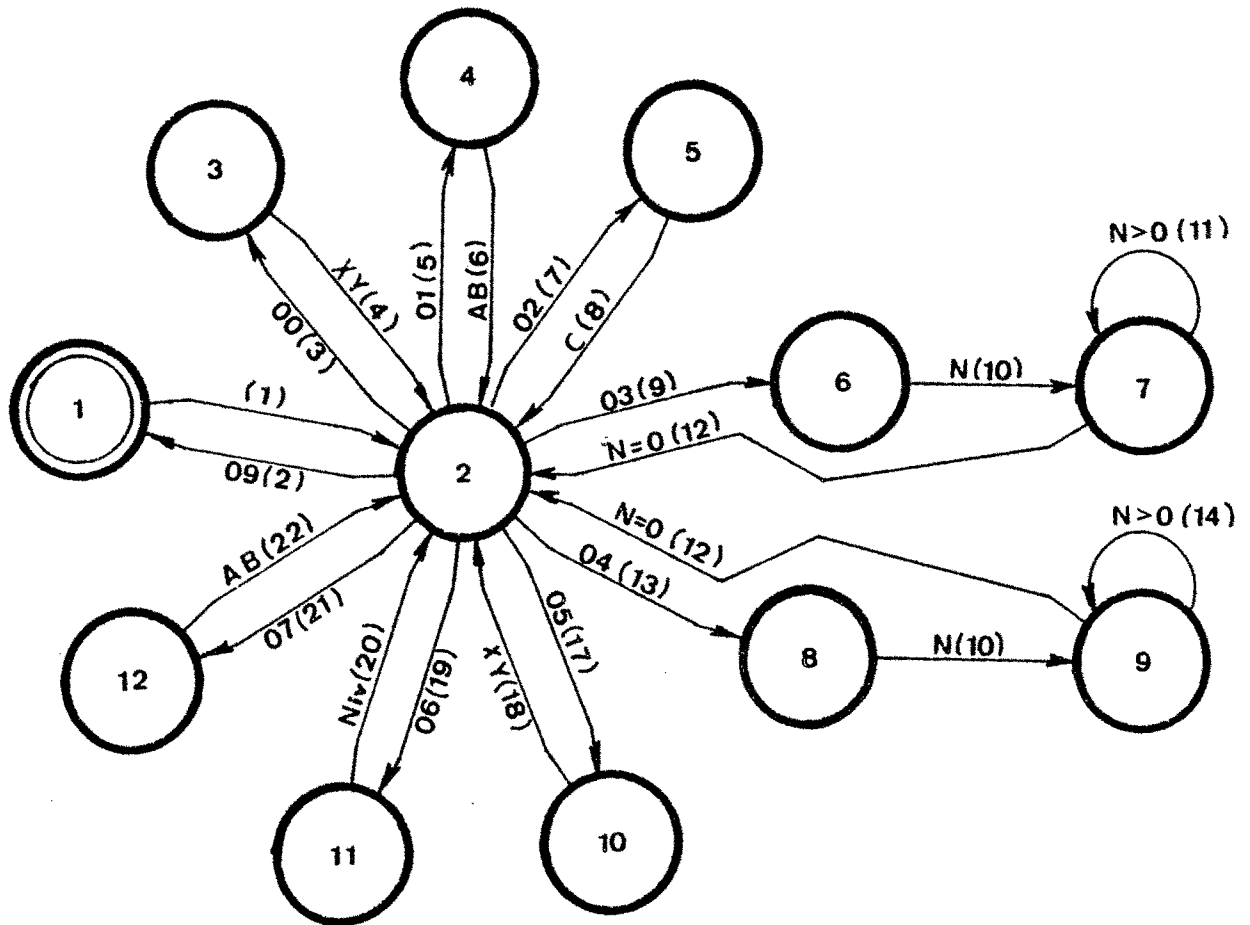 4
5
3
N>0 (11)
XY(4)
01(5)
AB(6)
02(7)
C(8)
00(3)
6
N(10)
7
1
(1)
03(9)
N=0 (12)
09(2)
2
N=0 (12)
N>0 (14)
04 (13)
AB(22)
07(21)
05(17)
8
N(10)
9
12
Niv(20)
06(19)
XY(18)
11
10